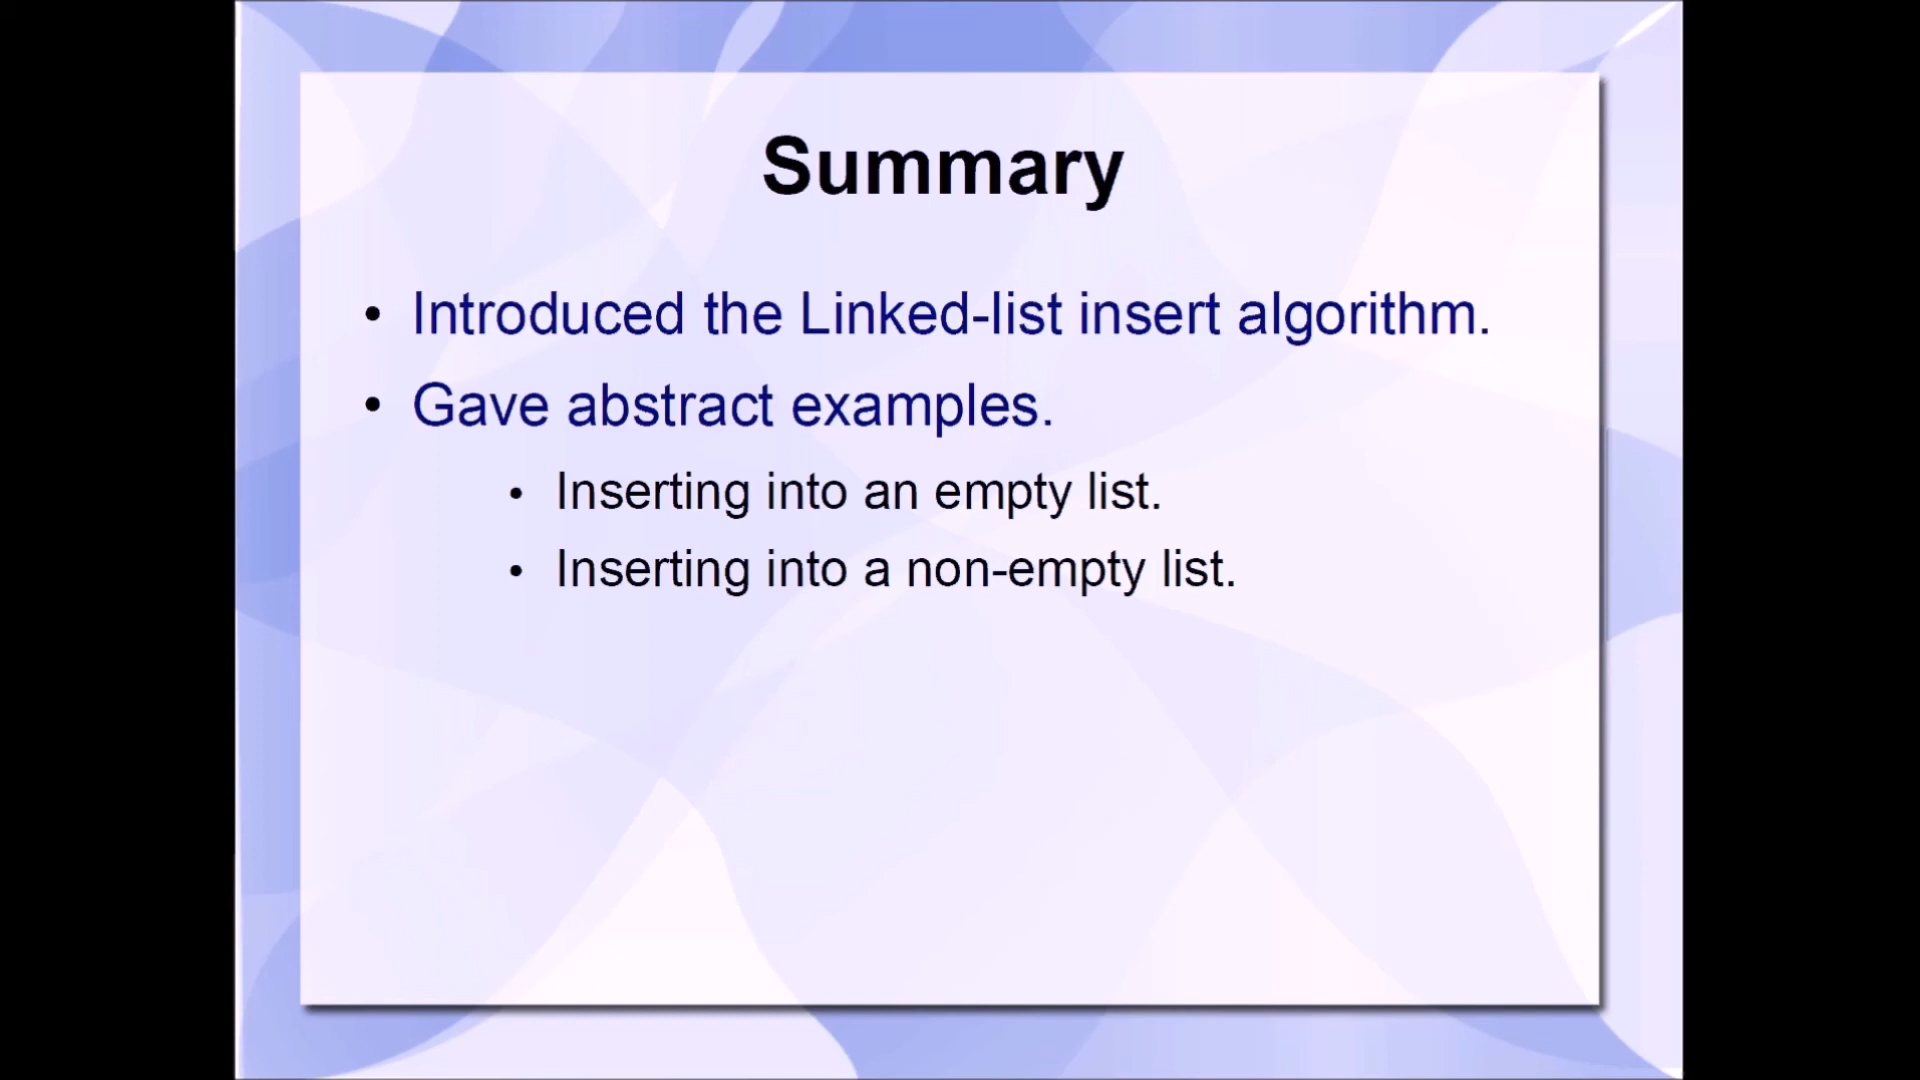 Summary
• Introduced the Linked-list insert algorithm.
• Gave abstract examples.
• Inserting into an empty list.
• Inserting into a non-empty list.